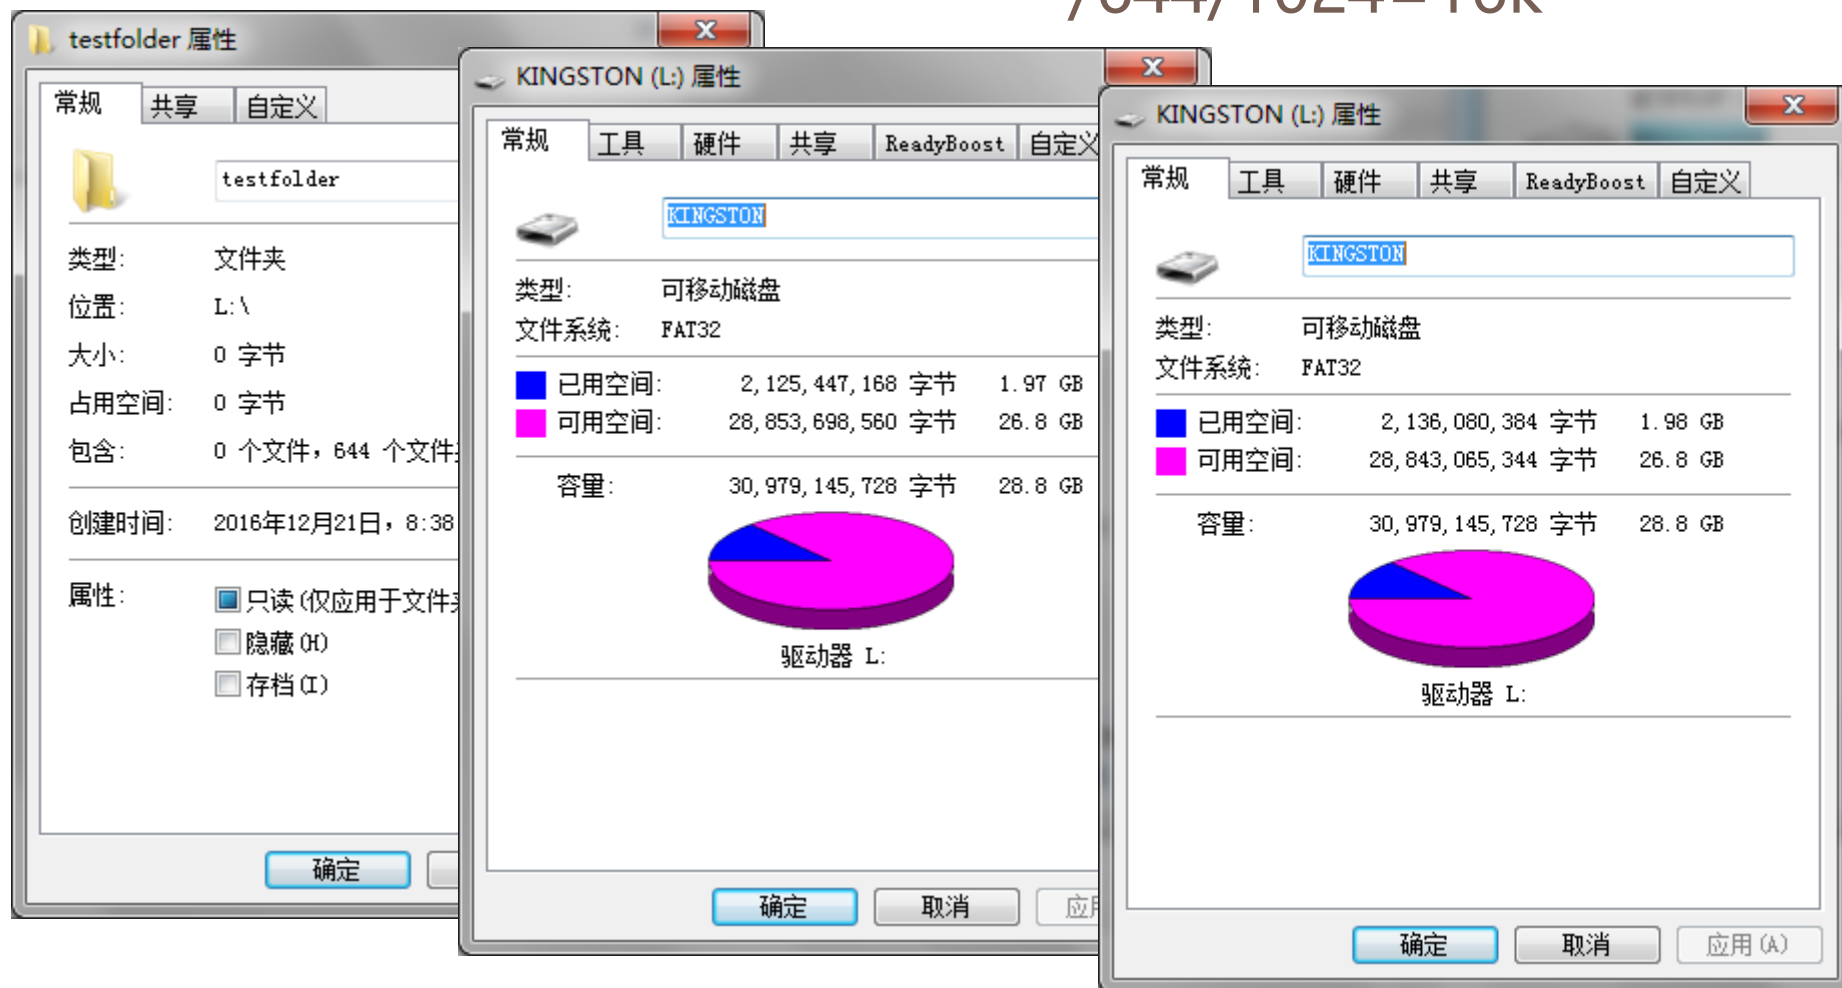 /644/1024=16k
testfolder 属性
常规 共享 自定义
testfolder
类型: 文件夹
位置: L:\
大小: 0 字节
占用空间: 0 字节
包含: 0 个文件，644 个文件
创建时间: 2016年12月21日，8:38
属性: 只读(仅应用于文件
隐藏(H)
存档(I)
确定
KINGSTON (L:) 属性
常规 工具 硬件 共享 ReadyBoost 自定义
KINGSTON
类型: 可移动磁盘
文件系统: FAT32
已用空间: 2,125,447,168 字节 1.97 GB
可用空间: 28,853,698,560 字节 26.8 GB
容量: 30,979,145,728 字节 28.8 GB
驱动器 L:
确定 取消
KINGSTON (L:) 属性
常规 工具 硬件 共享 ReadyBoost 自定义
KINGSTON
类型: 可移动磁盘
文件系统: FAT32
已用空间: 2,136,080,384 字节 1.98 GB
可用空间: 28,843,065,344 字节 26.8 GB
容量: 30,979,145,728 字节 28.8 GB
驱动器 L:
确定 取消 应用(A)